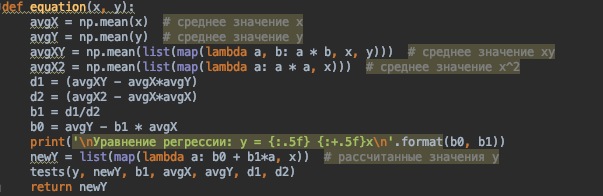 def equation(x, y):
avgX = np.mean(x)  # среднее значение x
avgY = np.mean(y)  # среднее значение y
avgXY = np.mean(list(map(lambda a, b: a * b, x, y)))  # среднее значение xy
avgX2 = np.mean(list(map(lambda a: a * a, x)))  # среднее значение x^2
d1 = (avgXY - avgX*avgY)
d2 = (avgX2 - avgX*avgX)
b1 = d1/d2
b0 = avgY - b1 * avgX
print('\nУравнение регрессии: y = {:.5f} {:+.5f}x\n'.format(b0, b1))
newY = list(map(lambda a: b0 + b1*a, x))  # рассчитанные значения y
tests(y, newY, b1, avgX, avgY, d1, d2)
return newY